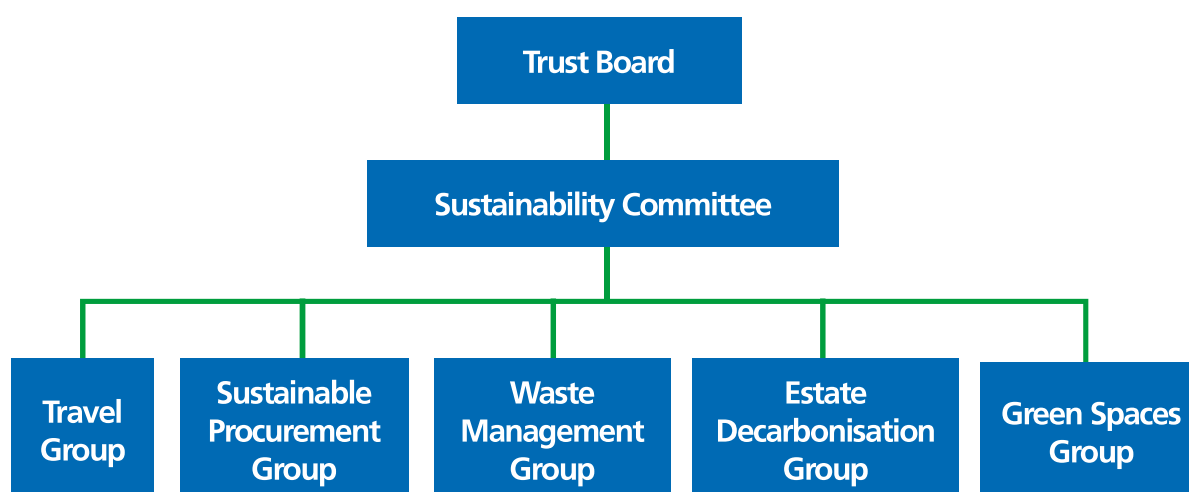 Trust Board
Sustainability Committee
Travel
Group
Sustainable
Procurement
Group
Waste
Management
Group
Estate
Decarbonisation
Group
Green Spaces
Group